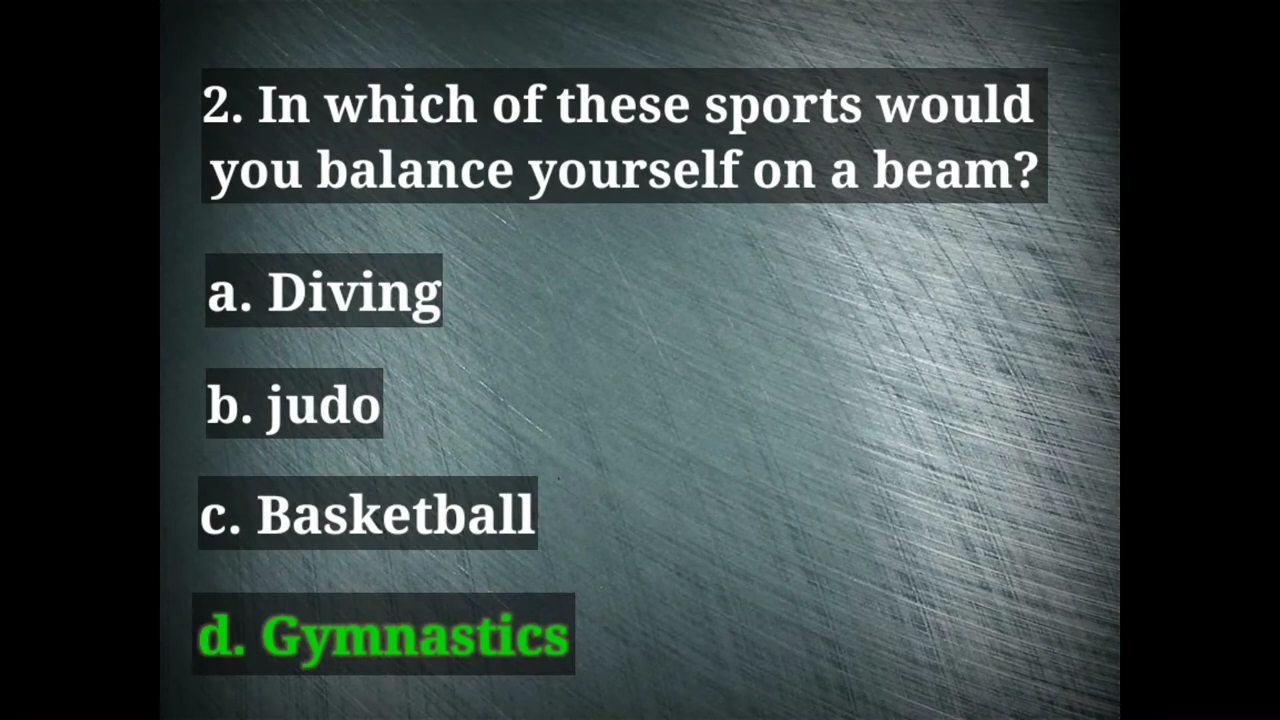 2. In which of these sports would
you balance yourself on a beam?
a. Diving
b. judo
c. Basketball
d. Gymnastics